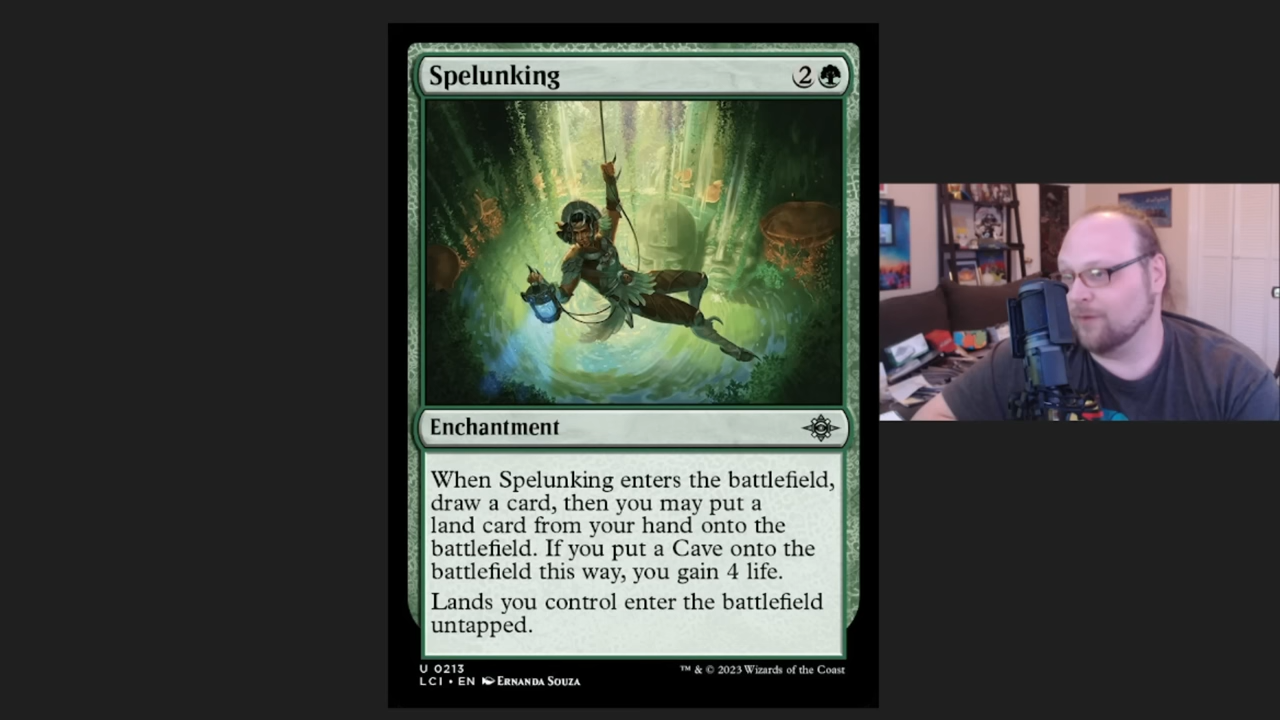 Spelunking 2
Enchantment
When Spelunking enters the battlefield,
draw a card, then you may put a
land card from your hand onto the
battlefield. If you put a Cave onto the
battlefield this way, you gain 4 life.
Lands you control enter the battlefield
untapped.
U 0213
LCI • EN Ernanda Souza
™ & © 2023 Wizards of the Coast